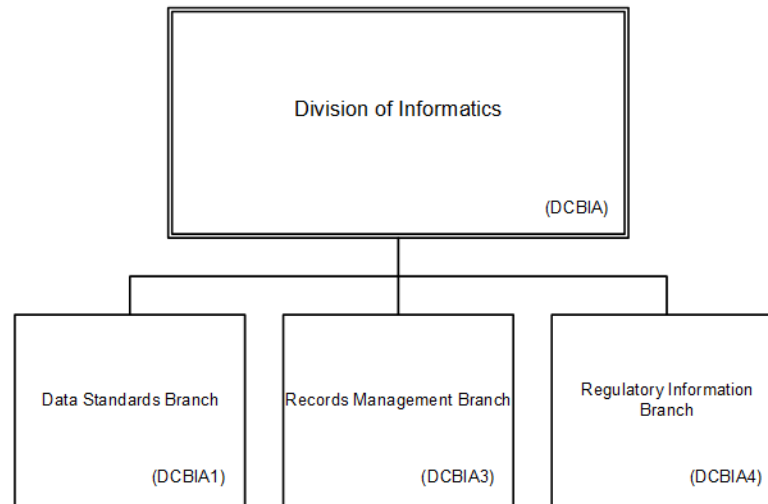 Division of Informatics
(DCBIA)
Data Standards Branch
(DCBIA1)
Records Management Branch
(DCBIA3)
Regulatory Information
Branch
(DCBIA4)